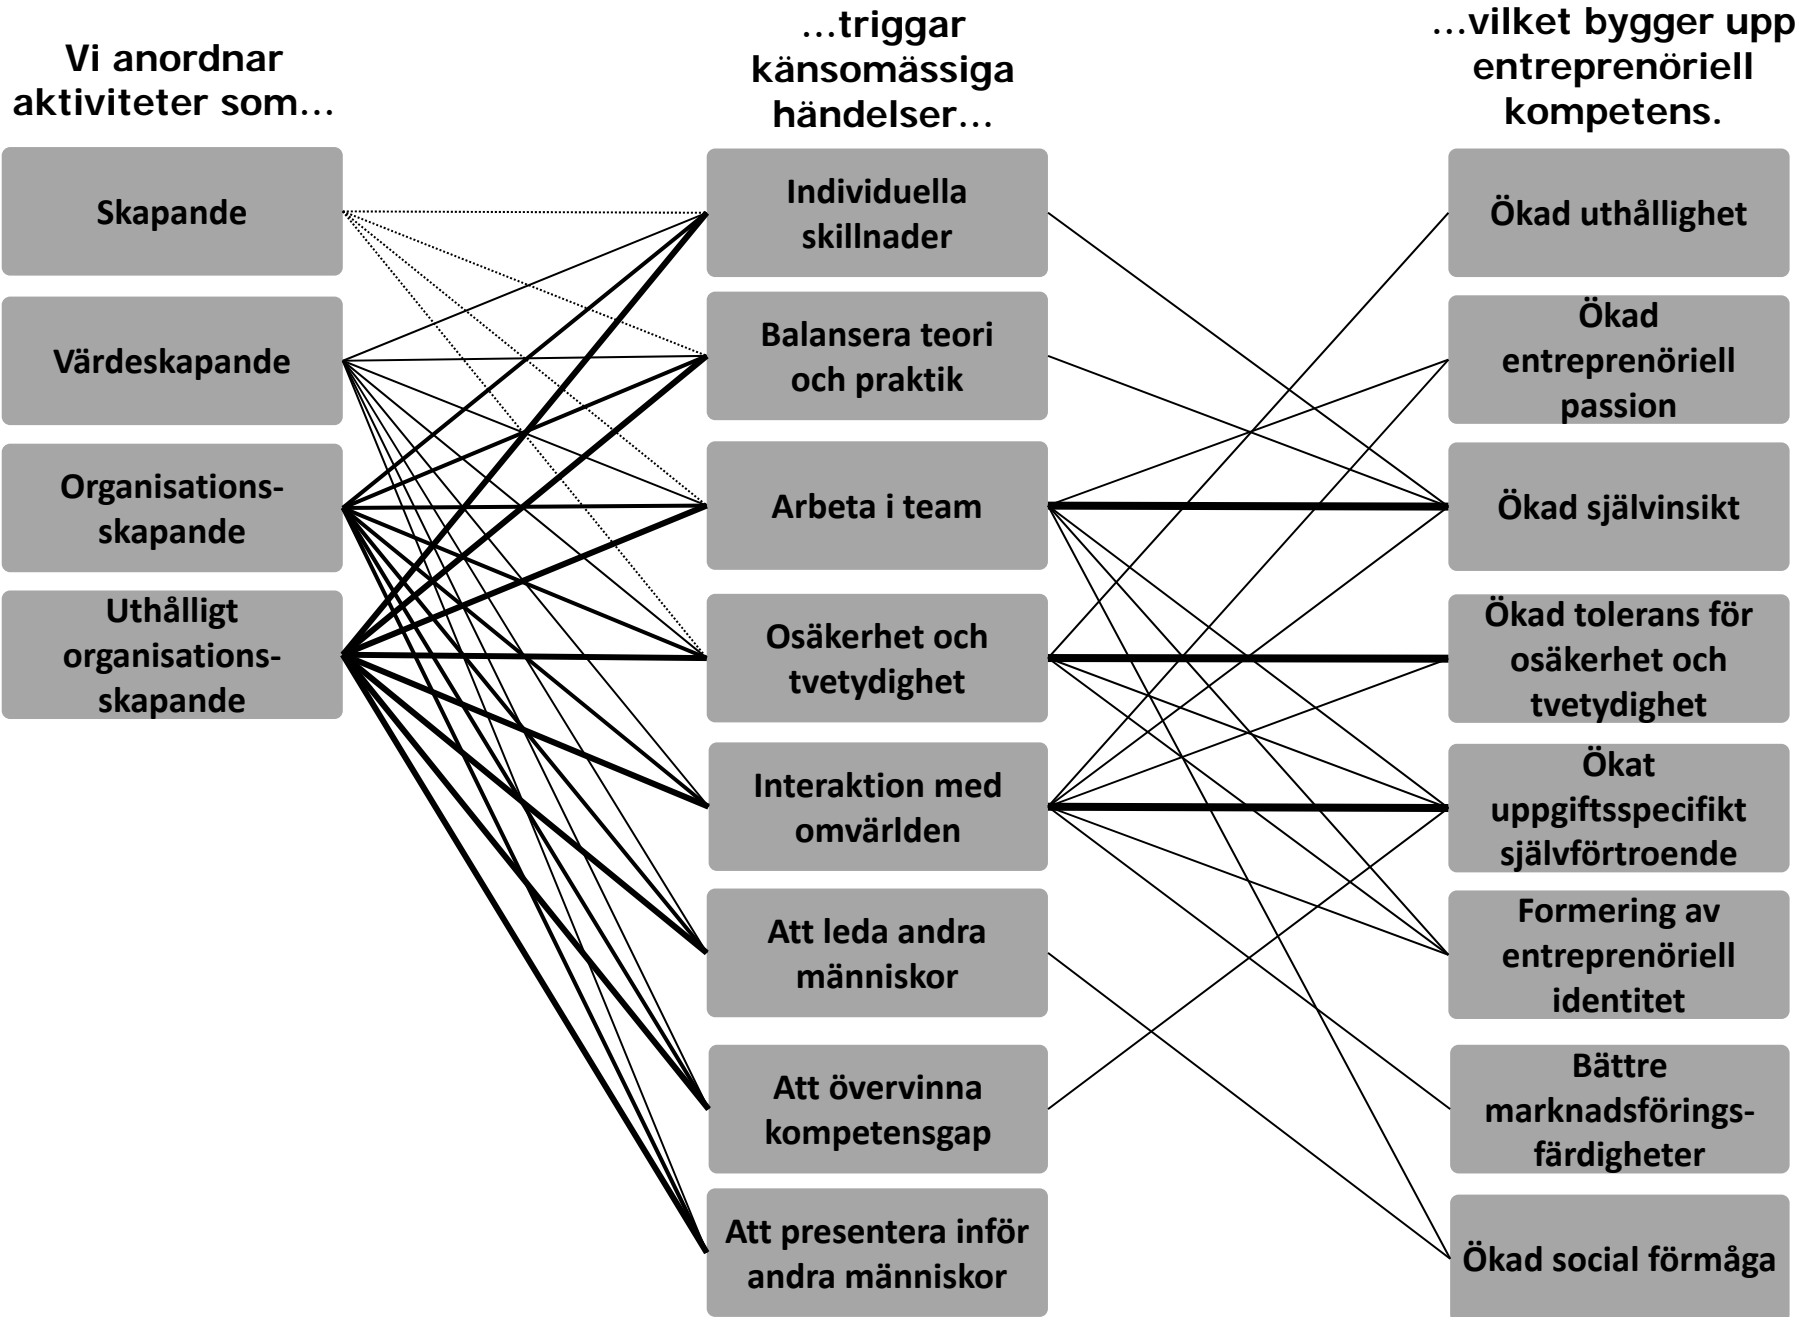 Vi anordnar
aktiviteter som...
Skapande
Värdeskapande
Organisations-
skapande
Uthålligt
organisations-
skapande
...triggar
känsomässiga
händelser...
Individuella
skillnader
Balansera teori
och praktik
Arbeta i team
Osäkerhet och
tvetydighet
Interaktion med
omvärlden
Att leda andra
människor
Att övervinna
kompetensgap
Att presentera inför
andra människor
...vilket bygger upp
entreprenöriell
kompetens.
Ökad uthållighet
Ökad
entreprenöriell
passion
Ökad självinsikt
Ökad tolerans för
osäkerhet och
tvetydighet
Ökat
uppgiftsspecifikt
självförtroende
Formering av
entreprenöriell
identitet
Bättre
marknadsförings-
färdigheter
Ökad social förmåga